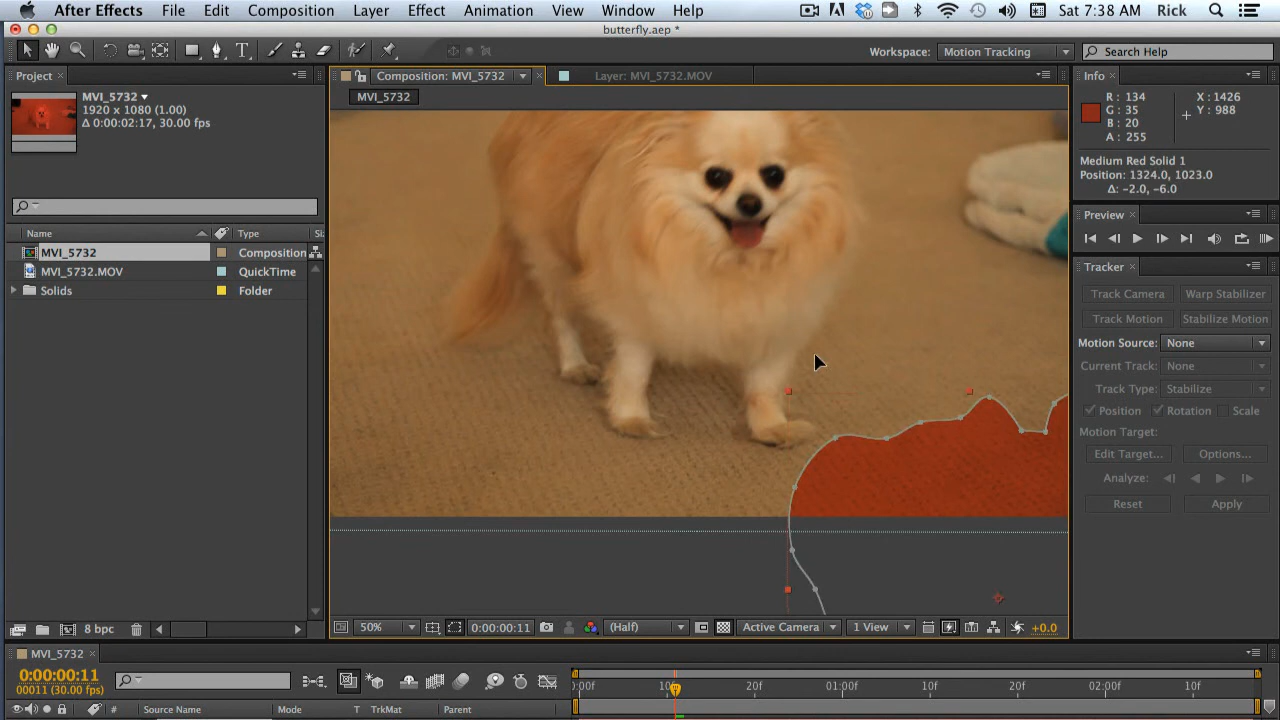 After Effects File Edit Composition Layer Effect Animation View Window Help Sat 7:38 AM Rick
butterfly.aep *
Workspace: Motion Tracking Search Help
Project
MVI_5732
1920 x 1080 (1.00)
Δ 0:00:02:17, 30.00 fps
Name Type Si
MVI_5732 Composition
MVI_5732.MOV QuickTime
Solids Folder
8 bpc
Composition: MVI_5732 Layer: MVI_5732.MOV
MVI_5732
50% 0:00:00:11 (Half) Active Camera 1 View +0.0
Info
R : 134 X : 1426
G : 35 Y : 988
B : 20
A : 255
Medium Red Solid 1
Position: 1324.0, 1023.0
Δ: -2.0, -6.0
Preview
Tracker
Track Camera Warp Stabilizer
Track Motion Stabilize Motion
Motion Source: None
Current Track: None
Track Type: Stabilize
Position Rotation Scale
Motion Target:
Edit Target... Options...
Analyze:
Reset Apply
MVI_5732
0:00:00:11
00011 (30.00 fps)
:00f 10f 20f 01:00f 10f 20f 02:00f 10f
# Source Name Mode T TrkMat Parent